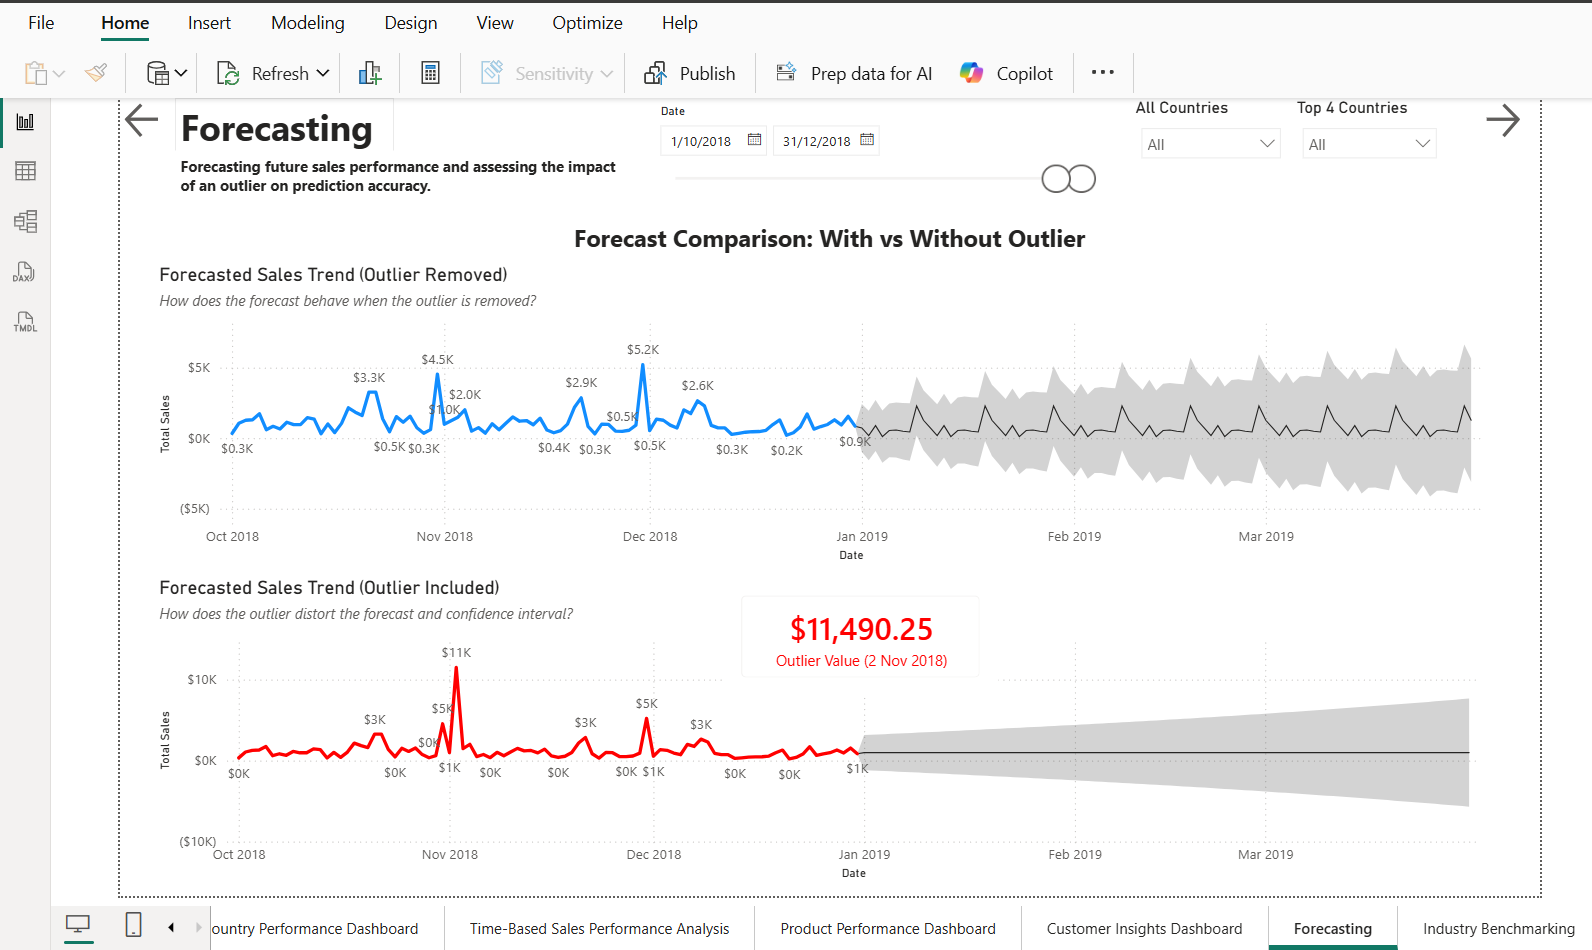 File Home Insert Modeling Design View Optimize Help
Refresh Sensitivity Publish Prep data for AI Copilot
DAX
TMDL
Forecasting
Forecasting future sales performance and assessing the impact
of an outlier on prediction accuracy.
Date
1/10/2018 31/12/2018
All Countries
All
Top 4 Countries
All
Forecast Comparison: With vs Without Outlier
Forecasted Sales Trend (Outlier Removed)
How does the forecast behave when the outlier is removed?
Total Sales
$5K
$0K
($5K)
$0.3K
$3.3K
$0.5K
$0.3K
$4.5K
$1.0K
$2.0K
$0.4K
$2.9K
$0.3K
$0.5K
$5.2K
$0.5K
$2.6K
$0.3K
$0.2K
$0.9K
Oct 2018 Nov 2018 Dec 2018 Jan 2019 Feb 2019 Mar 2019
Date
Forecasted Sales Trend (Outlier Included)
How does the outlier distort the forecast and confidence interval?
$11,490.25
Outlier Value (2 Nov 2018)
Total Sales
$10K
$0K
($10K)
$0K
$3K
$0K
$0K
$5K
$1K
$11K
$0K
$0K
$3K
$0K
$5K
$1K
$3K
$0K
$0K
$1K
Oct 2018 Nov 2018 Dec 2018 Jan 2019 Feb 2019 Mar 2019
Date
ountry Performance Dashboard Time-Based Sales Performance Analysis Product Performance Dashboard Customer Insights Dashboard Forecasting Industry Benchmarking